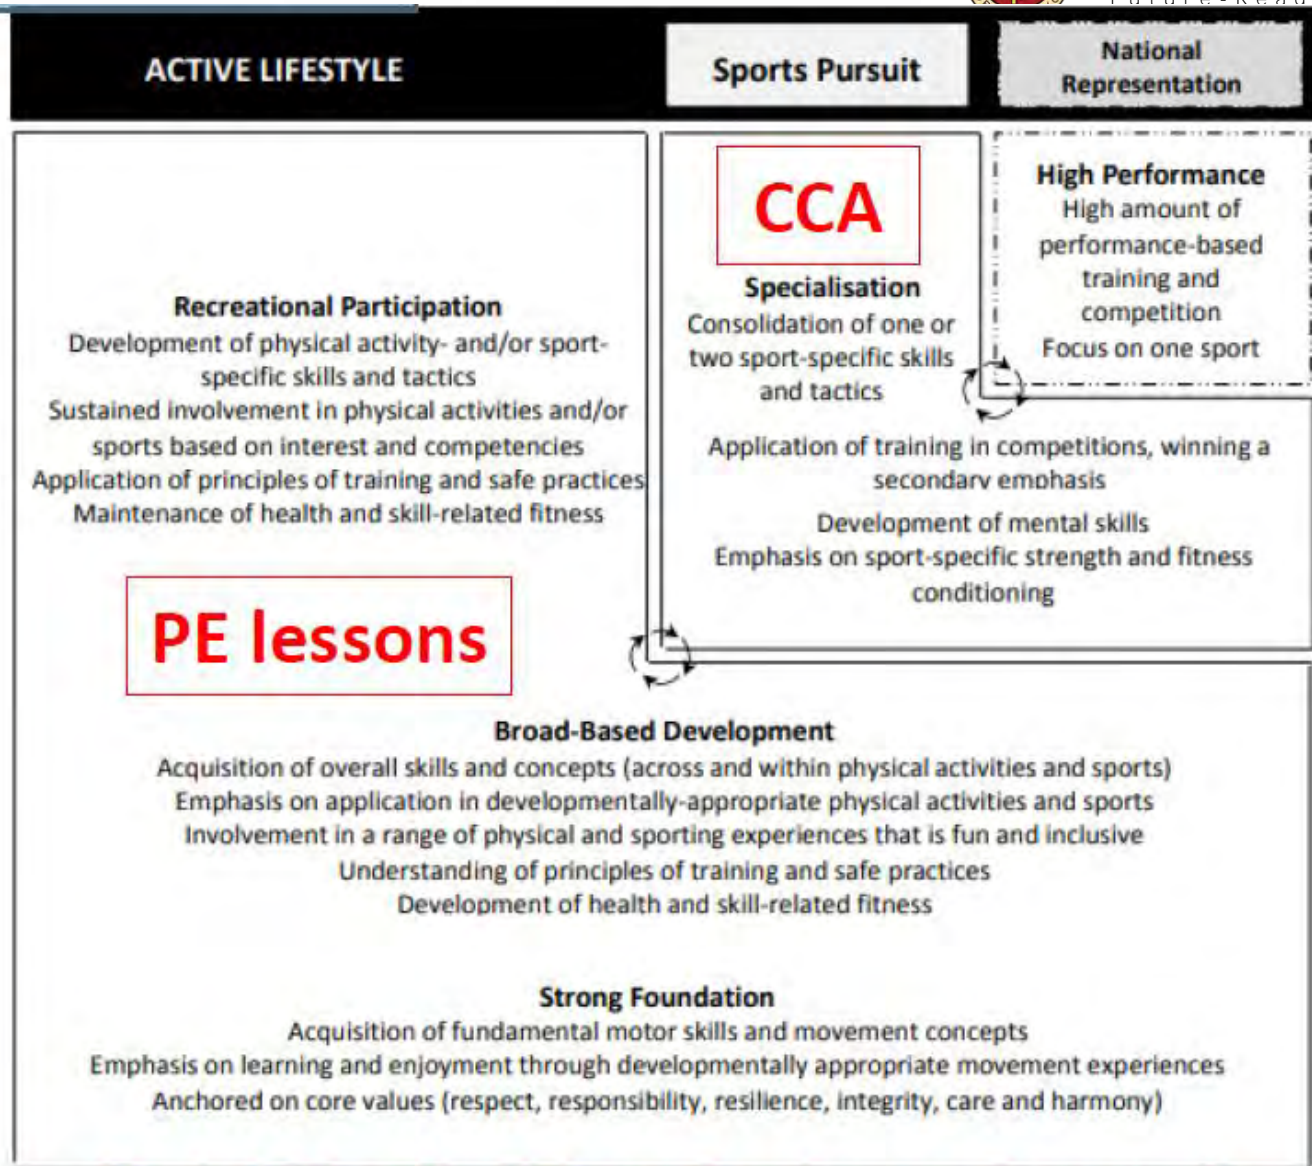 ACTIVE LIFESTYLE
Sports Pursuit
National
Representation
CCA
High Performance
High amount of
performance-based
training and
competition
Focus on one sport
Specialisation
Consolidation of one or
two sport-specific skills
and tactics
Application of training in competitions, winning a
secondary emphasis
Development of mental skills
Emphasis on sport-specific strength and fitness
conditioning
Recreational Participation
Development of physical activity- and/or sport-
specific skills and tactics
Sustained involvement in physical activities and/or
sports based on interest and competencies
Application of principles of training and safe practices
Maintenance of health and skill-related fitness
PE lessons
Broad-Based Development
Acquisition of overall skills and concepts (across and within physical activities and sports)
Emphasis on application in developmentally-appropriate physical activities and sports
Involvement in a range of physical and sporting experiences that is fun and inclusive
Understanding of principles of training and safe practices
Development of health and skill-related fitness
Strong Foundation
Acquisition of fundamental motor skills and movement concepts
Emphasis on learning and enjoyment through developmentally appropriate movement experiences
Anchored on core values (respect, responsibility, resilience, integrity, care and harmony)